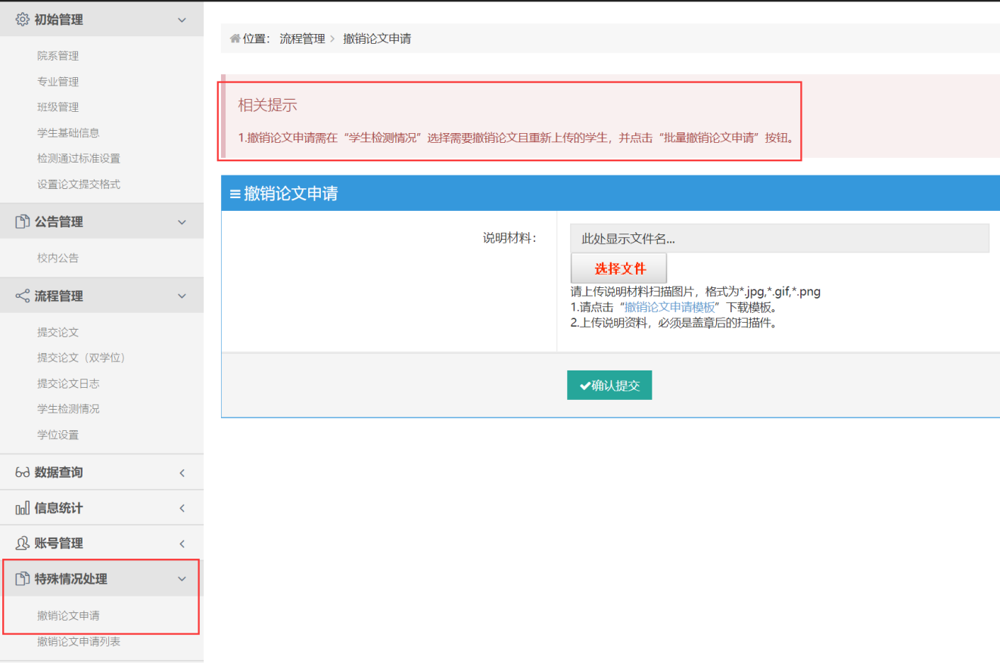 初始管理
院系管理
专业管理
班级管理
学生基础信息
检测通过标准设置
设置论文提交格式
公告管理
校内公告
流程管理
提交论文
提交论文（双学位）
提交论文日志
学生检测情况
学位设置
数据查询
信息统计
账号管理
特殊情况处理
撤销论文申请
撤销论文申请列表
位置： 流程管理 > 撤销论文申请
相关提示
1.撤销论文申请需在“学生检测情况”选择需要撤销论文且重新上传的学生，并点击“批量撤销论文申请”按钮。
撤销论文申请
说明材料：
此处显示文件名...
选择文件
请上传说明材料扫描图片，格式为*.jpg,*.gif,*.png
1.请点击“撤销论文申请模板”下载模板。
2.上传说明资料，必须是盖章后的扫描件。
确认提交